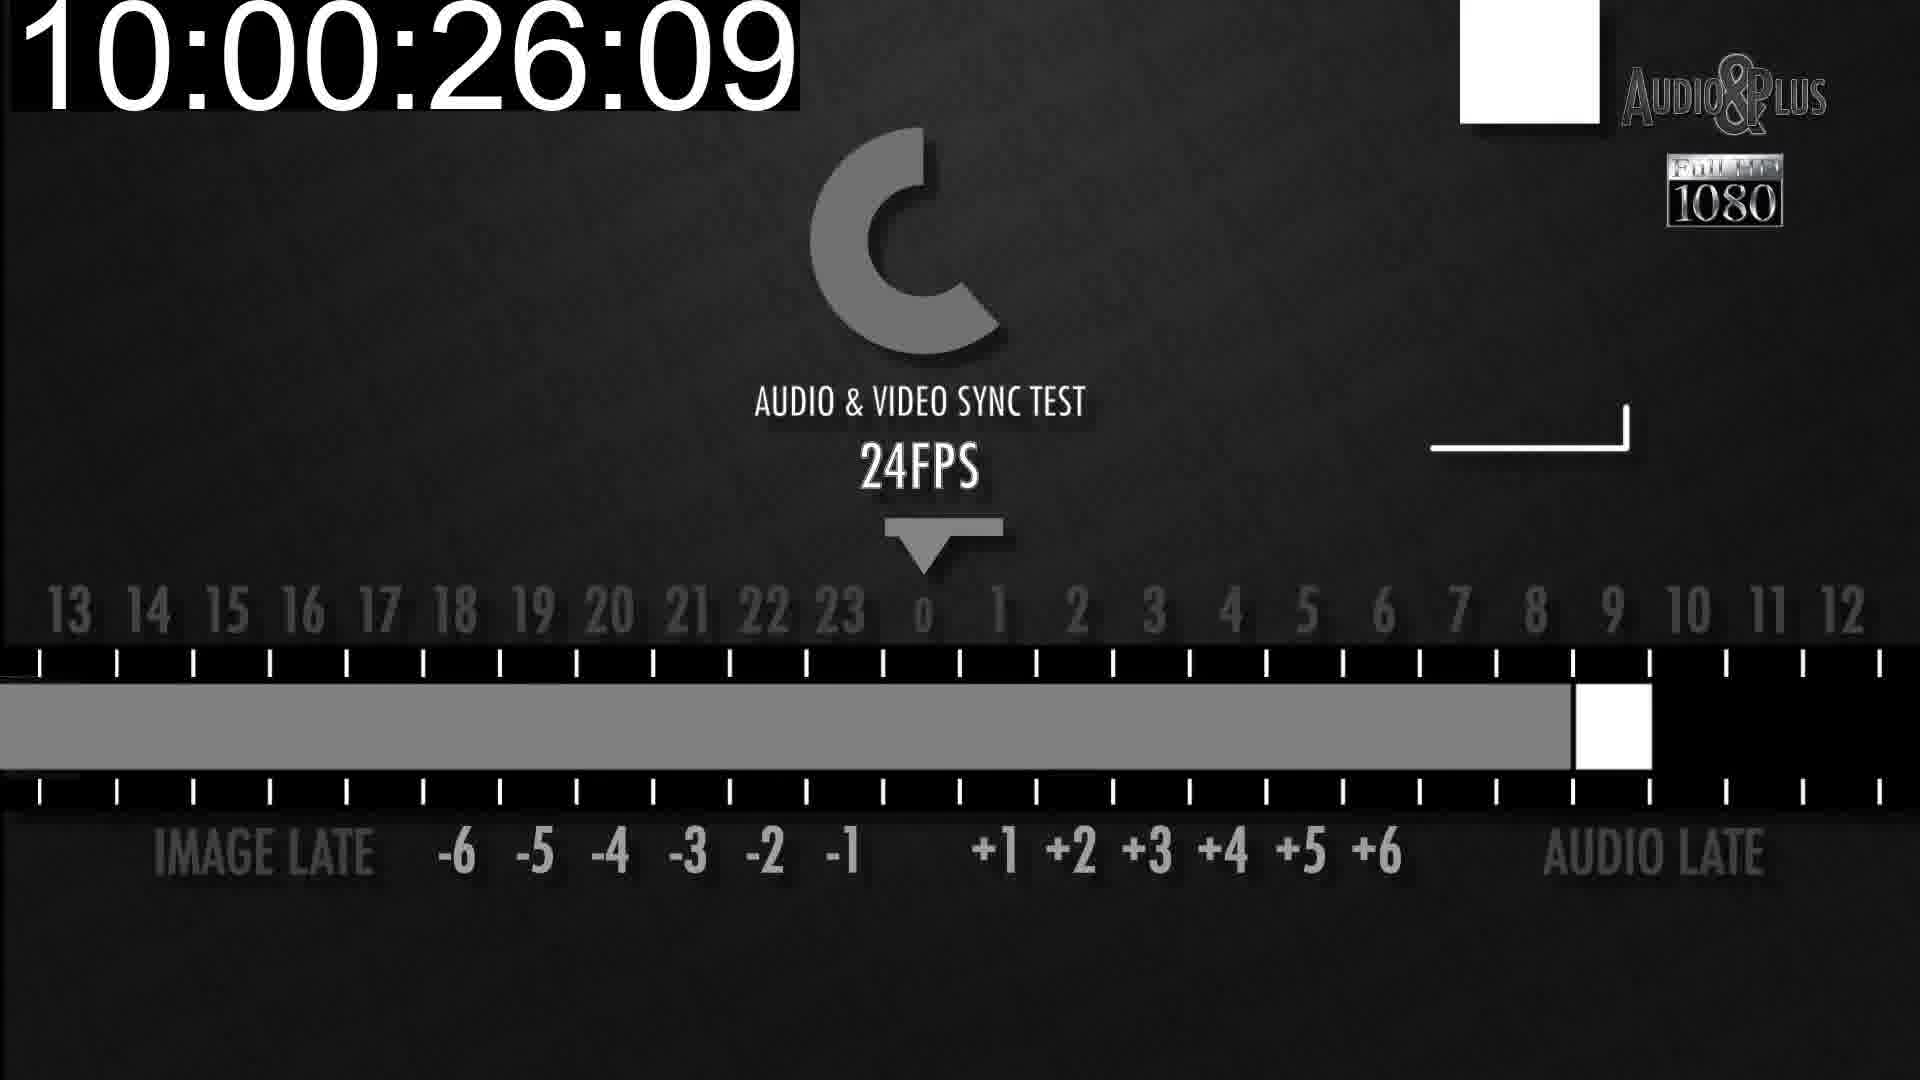 10:00:26:09
AUDIO&PLUS
Full HD
1080
AUDIO & VIDEO SYNC TEST
24FPS
13 14 15 16 17 18 19 20 21 22 23 0 1 2 3 4 5 6 7 8 9 10 11 12
IMAGE LATE -6 -5 -4 -3 -2 -1 +1 +2 +3 +4 +5 +6 AUDIO LATE